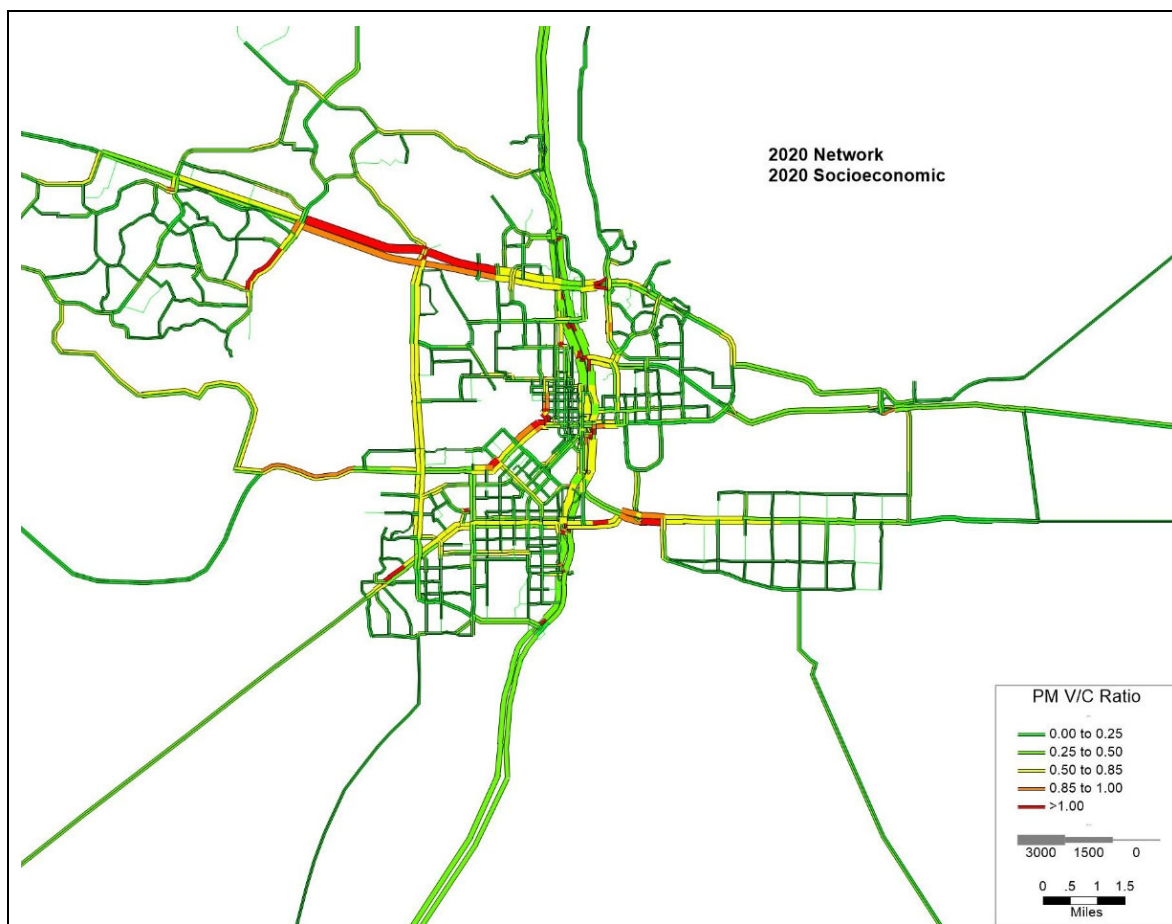 2020 Network
2020 Socioeconomic
PM V/C Ratio
0.00 to 0.25
0.25 to 0.50
0.50 to 0.85
0.85 to 1.00
>1.00
3000 1500 0
0 .5 1 1.5
Miles